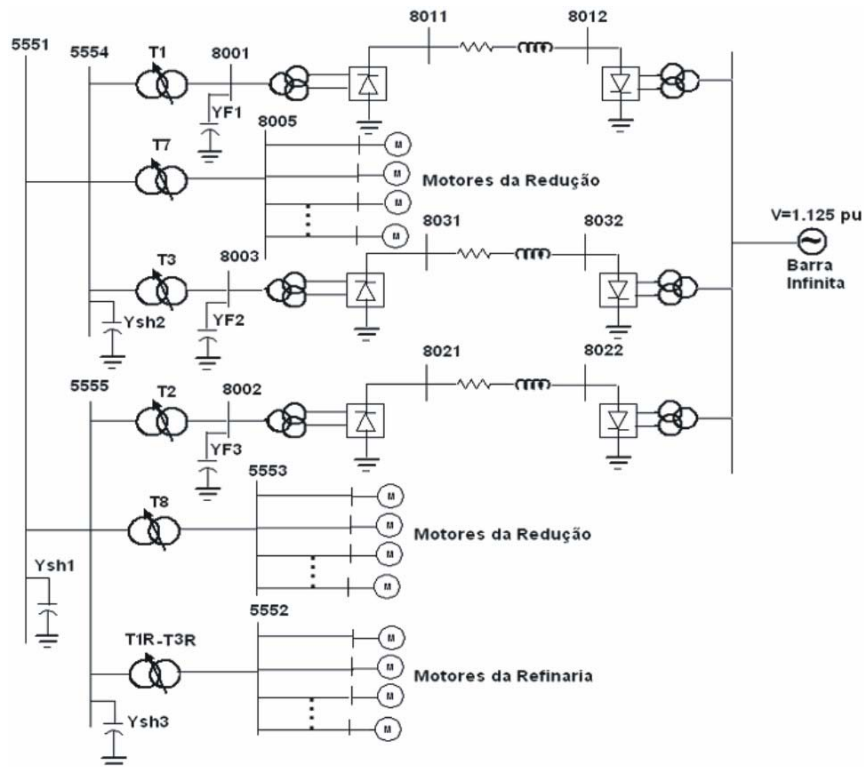 8011
8012
5551
5554
T1
8001
YF1
8005
T7
M
M
M
M
Motores da Redução
V=1.125 pu
Barra
Infinita
8031
8032
8003
T3
Ysh2
YF2
8021
8022
5555
T2
8002
YF3
5553
T8
M
M
M
M
Motores da Redução
Ysh1
5552
T1R-T3R
M
M
M
M
Motores da Refinaria
Ysh3